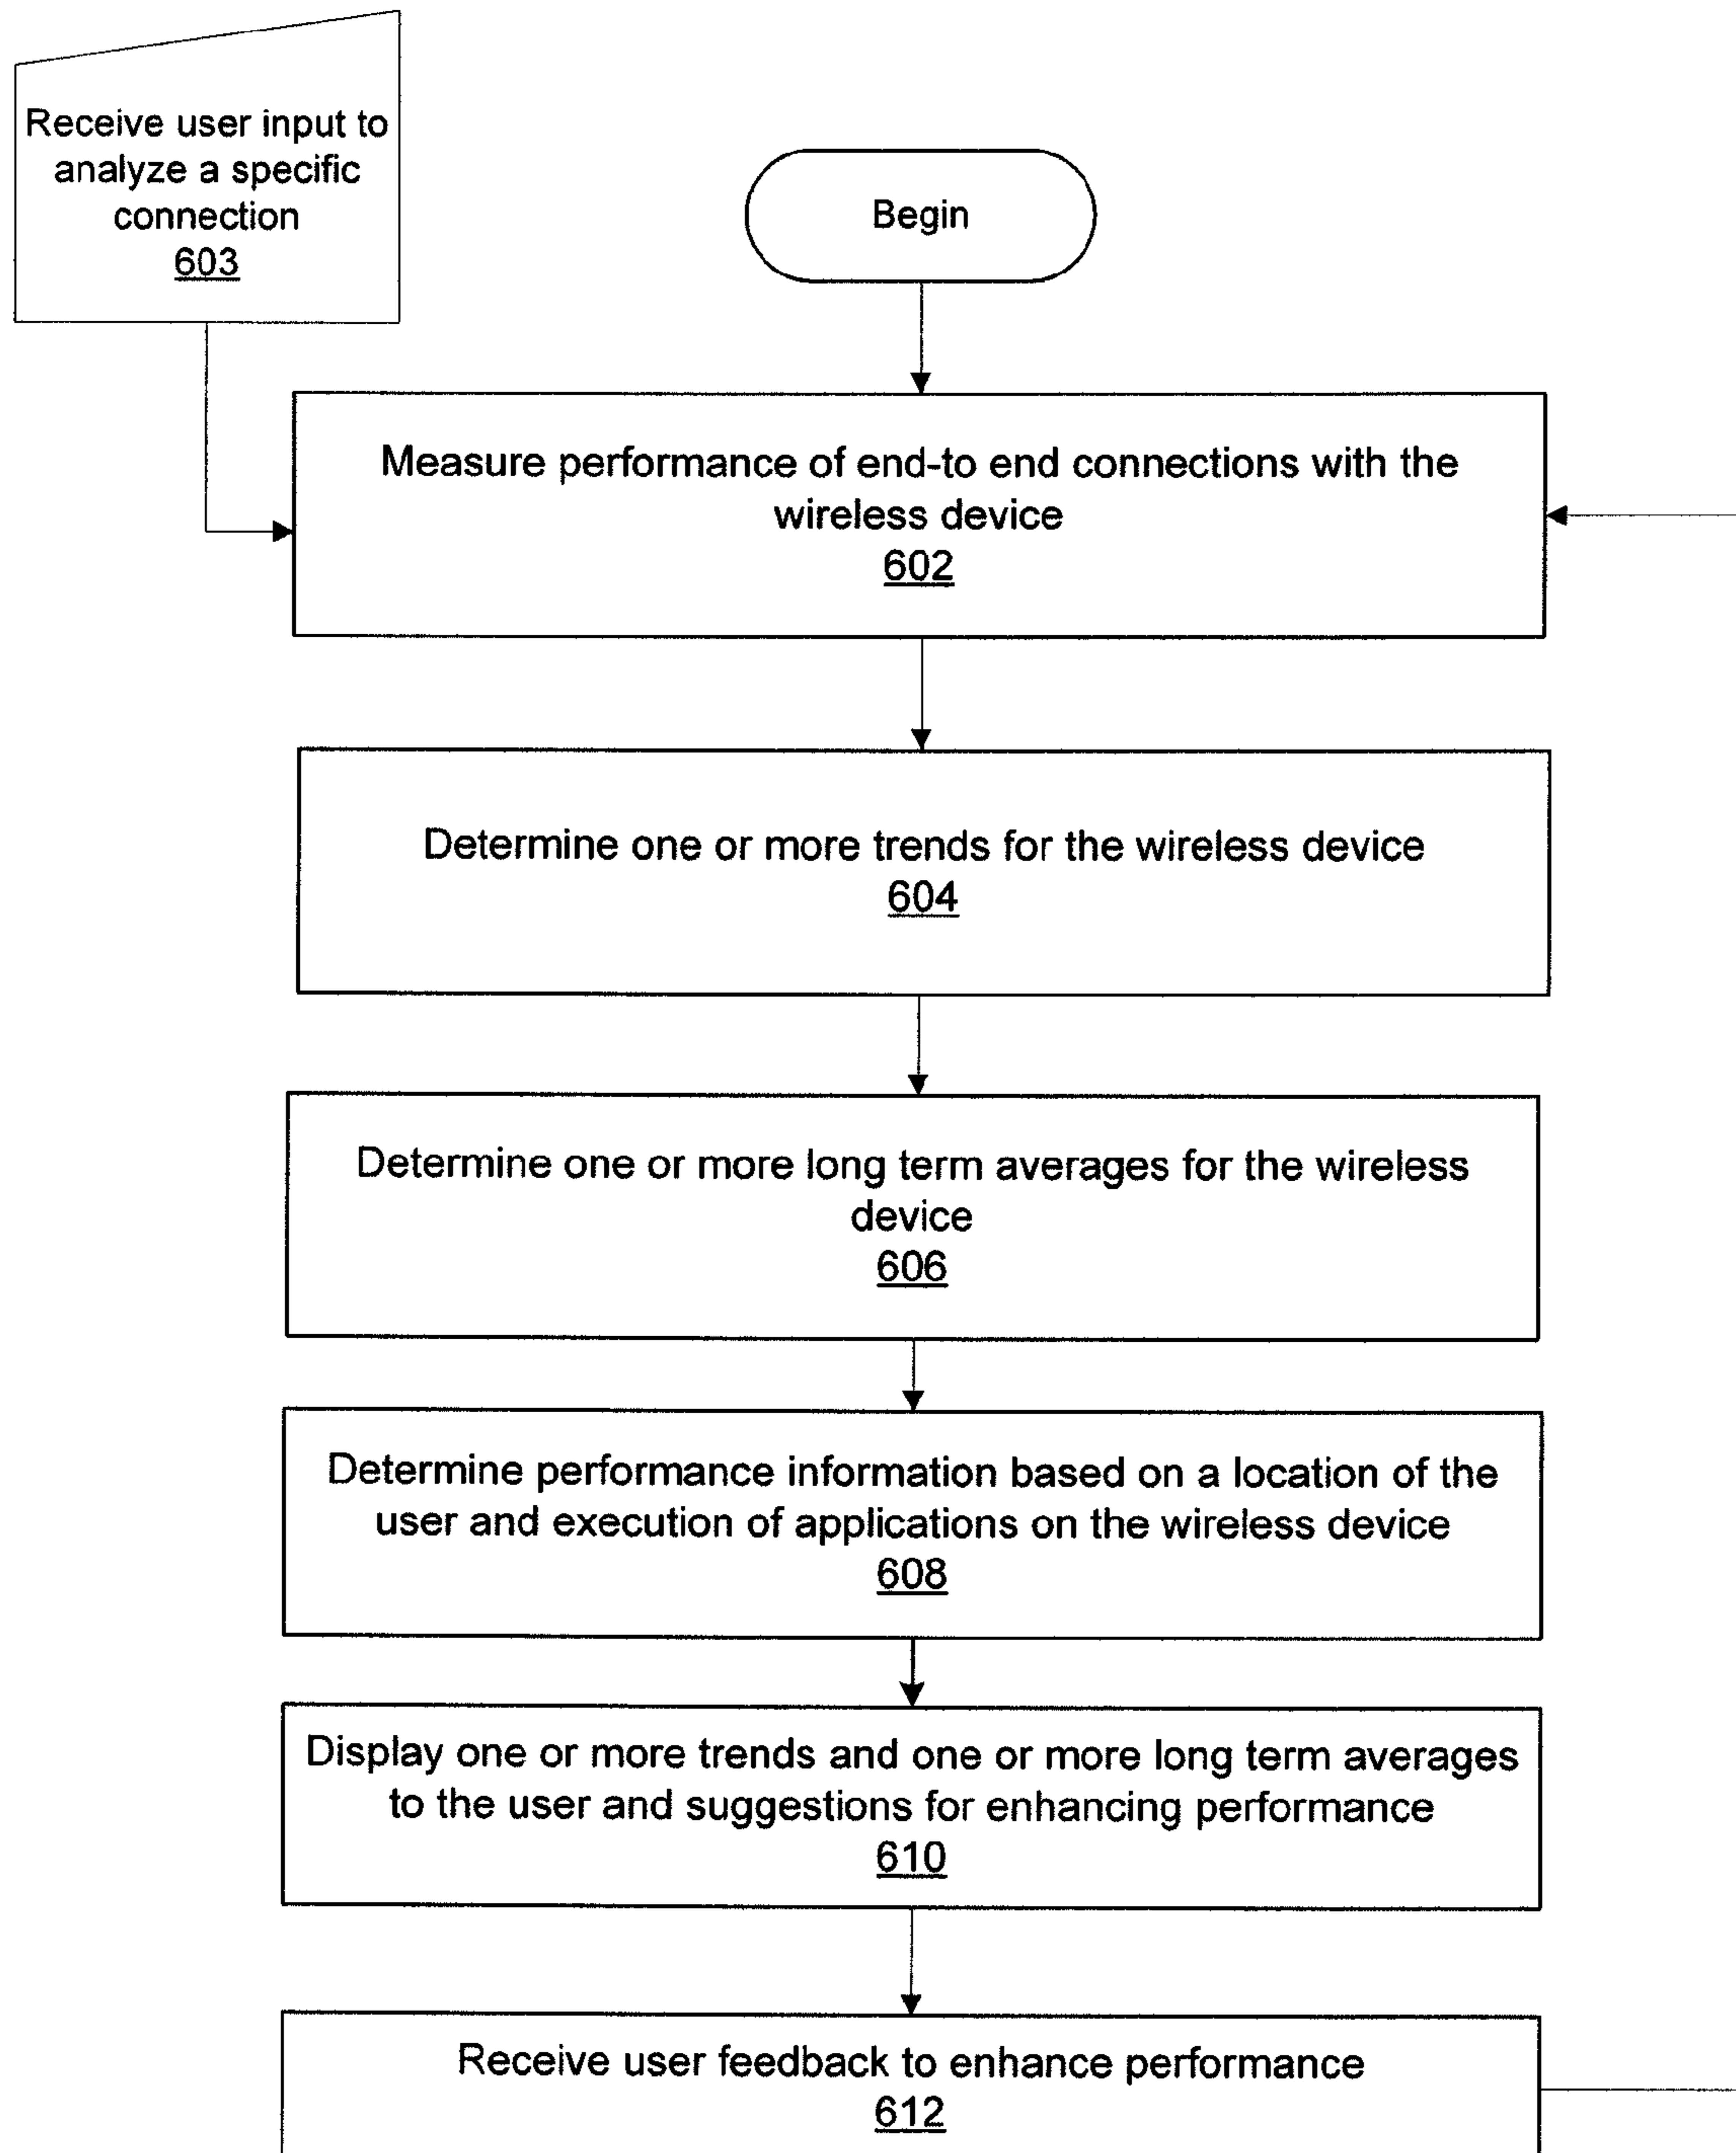 Receive user input to
analyze a specific
connection
603
Begin
Measure performance of end-to end connections with the
wireless device
602
Determine one or more trends for the wireless device
604
Determine one or more long term averages for the wireless
device
606
Determine performance information based on a location of the
user and execution of applications on the wireless device
608
Display one or more trends and one or more long term averages
to the user and suggestions for enhancing performance
610
Receive user feedback to enhance performance
612